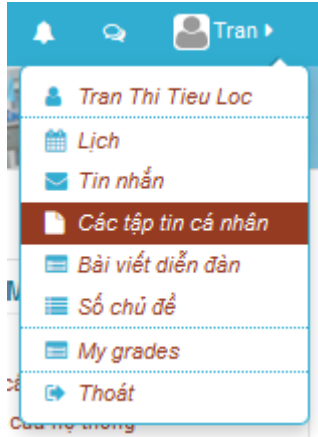 Tran
Tran Thi Tieu Loc
Lịch
Tin nhắn
Các tập tin cá nhân
Bài viết diễn đàn
Số chủ đề
My grades
Thoát